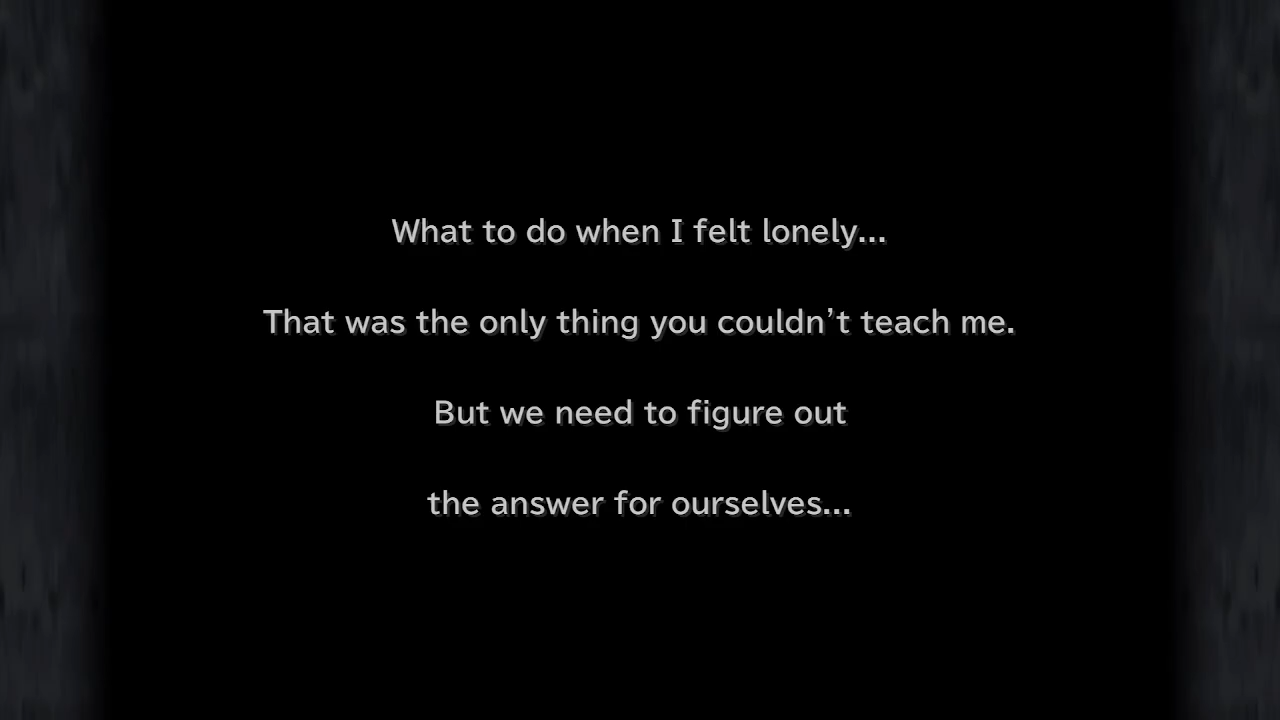 What to do when I felt lonely...
That was the only thing you couldn’t teach me.
But we need to figure out
the answer for ourselves...